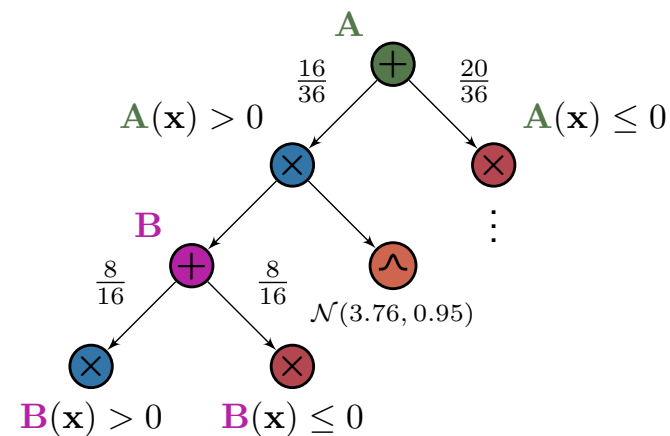 A
16/36
20/36
A(x) > 0
A(x) ≤ 0
B
⋮
8/16
8/16
𝒩(3.76, 0.95)
B(x) > 0
B(x) ≤ 0